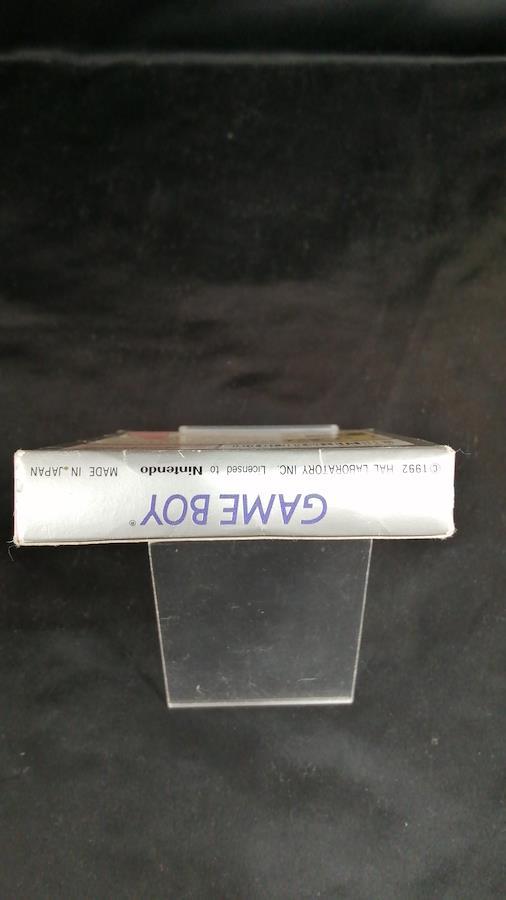 GAME BOY®
©1992 HAL LABORATORY INC. Licensed to Nintendo MADE IN JAPAN